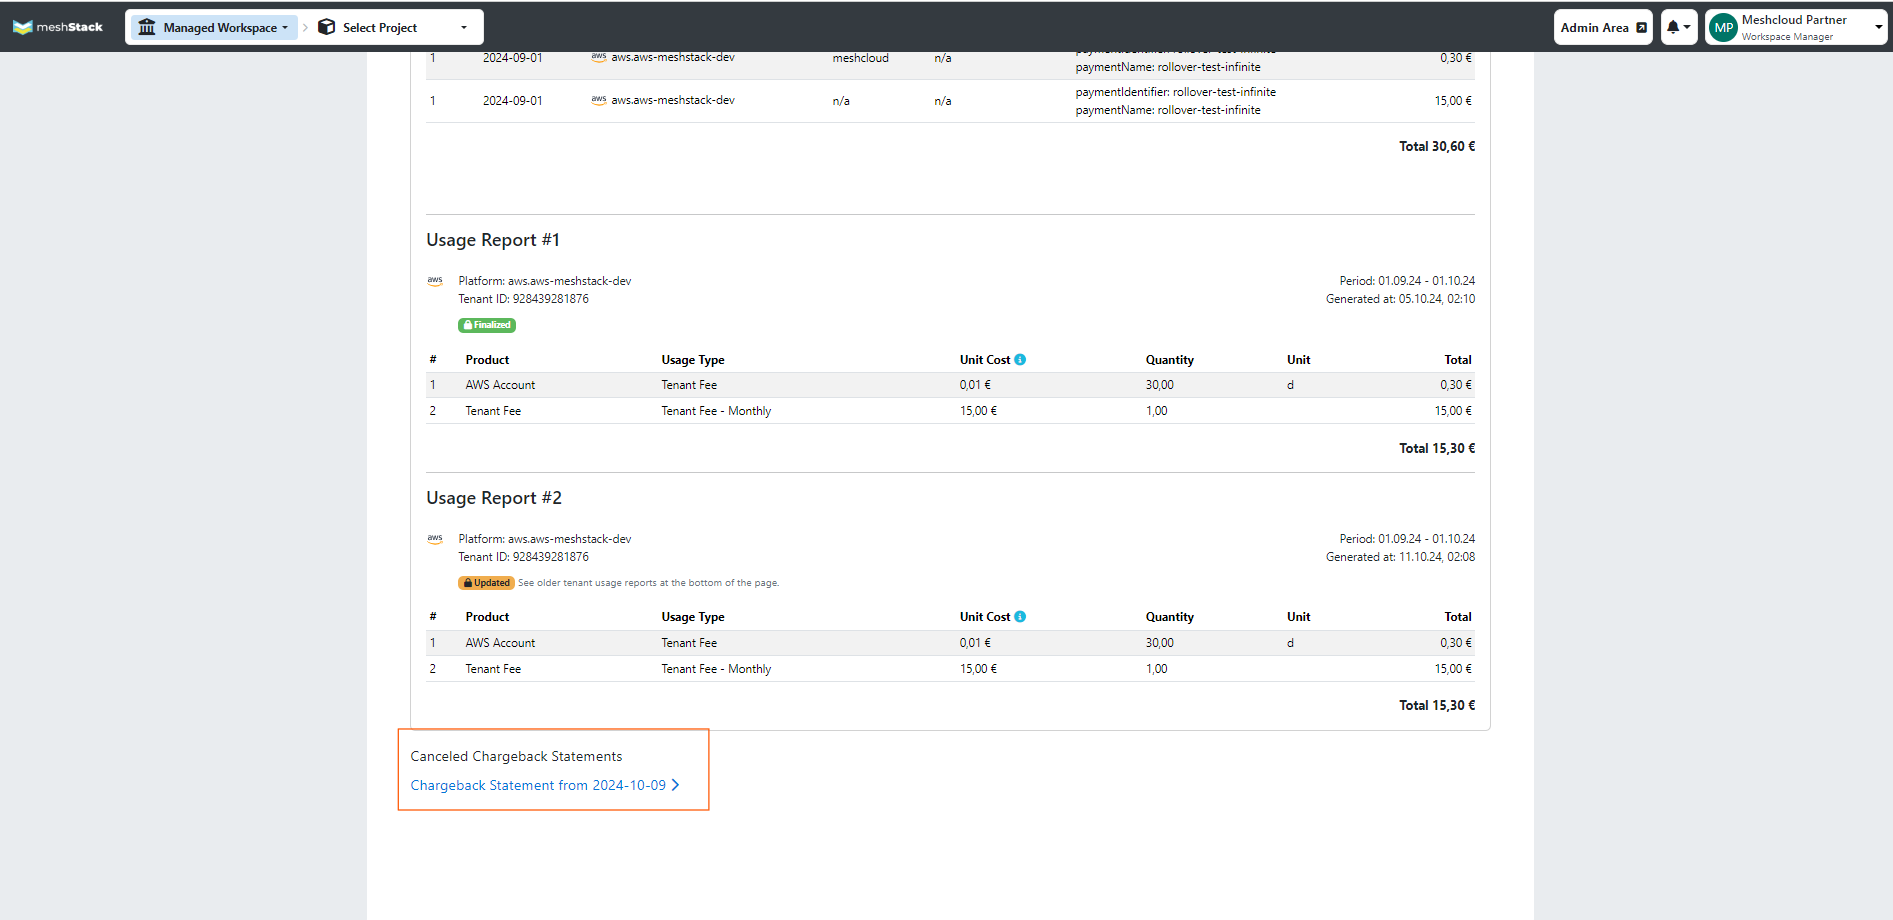 meshStack
Managed Workspace
Select Project
Admin Area
MP
Meshcloud Partner
Workspace Manager
1 2024-09-01 aws aws.aws-meshstack-dev meshcloud n/a paymentIdentifier: rollover-test-infinite 0,30 €
paymentName: rollover-test-infinite
1 2024-09-01 aws aws.aws-meshstack-dev n/a n/a paymentIdentifier: rollover-test-infinite 15,00 €
paymentName: rollover-test-infinite
Total 30,60 €
Usage Report #1
aws Platform: aws.aws-meshstack-dev Period: 01.09.24 - 01.10.24
Tenant ID: 928439281876 Generated at: 05.10.24, 02:10
Finalized
# Product Usage Type Unit Cost Quantity Unit Total
1 AWS Account Tenant Fee 0,01 € 30,00 d 0,30 €
2 Tenant Fee Tenant Fee - Monthly 15,00 € 1,00 15,00 €
Total 15,30 €
Usage Report #2
aws Platform: aws.aws-meshstack-dev Period: 01.09.24 - 01.10.24
Tenant ID: 928439281876 Generated at: 11.10.24, 02:08
Updated See older tenant usage reports at the bottom of the page.
# Product Usage Type Unit Cost Quantity Unit Total
1 AWS Account Tenant Fee 0,01 € 30,00 d 0,30 €
2 Tenant Fee Tenant Fee - Monthly 15,00 € 1,00 15,00 €
Total 15,30 €
Canceled Chargeback Statements
Chargeback Statement from 2024-10-09